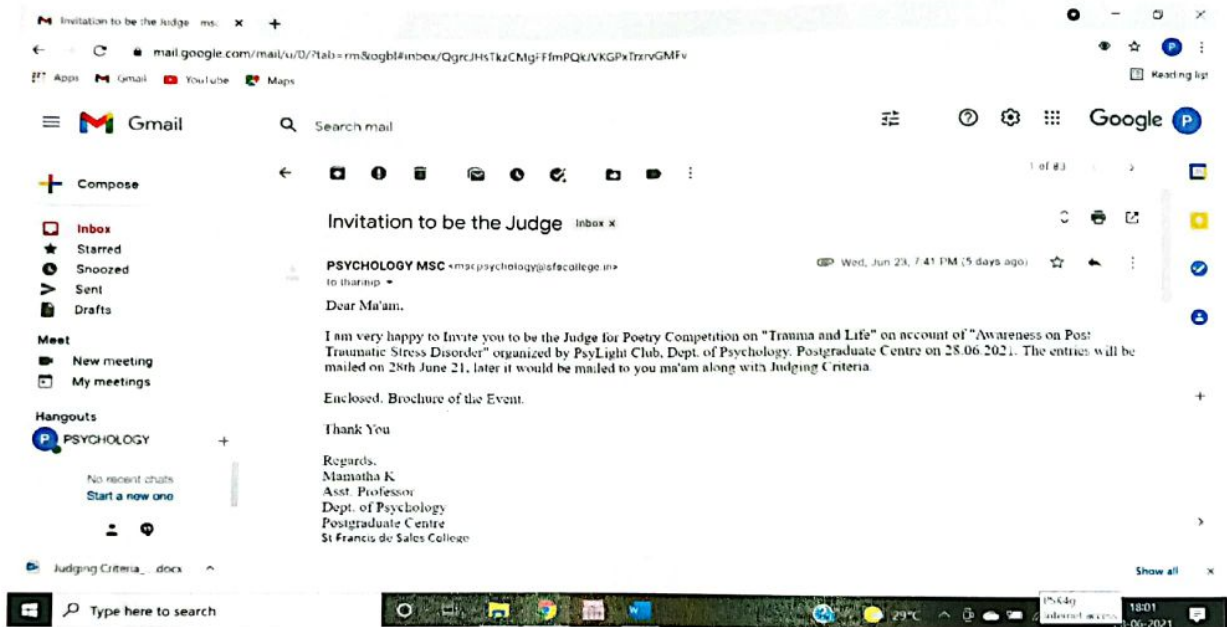 Invitation to be the Judge msc
mail.google.com/mail/u/0/?tab=rm&ogbl#inbox/
Apps Gmail YouTube Maps
Reading list
Gmail
Search mail
Google P
Compose
1 of 83
Inbox
Starred
Snoozed
Sent
Drafts
Meet
New meeting
My meetings
Hangouts
P PSYCHOLOGY +
No recent chats
Start a new one
Invitation to be the Judge Inbox x
PSYCHOLOGY MSC <mscpsychology@sfscollege.in>
Wed, Jun 23, 7:41 PM (5 days ago)
to
Dear Ma'am,
I am very happy to Invite you to be the Judge for Poetry Competition on "Trauma and Life" on account of "Awareness on Post
Traumatic Stress Disorder" organized by PsyLight Club, Dept. of Psychology, Postgraduate Centre on 28.06.2021. The entries will be
mailed on 28th June 21, later it would be mailed to you ma'am along with Judging Criteria.
Enclosed. Brochure of the Event.
Thank You
Regards,
Mamatha K
Asst. Professor
Dept. of Psychology
Postgraduate Centre
St Francis de Sales College
Judging Criteria_...docx
Show all
Type here to search
29°C
internet access
18:01
-06-2021